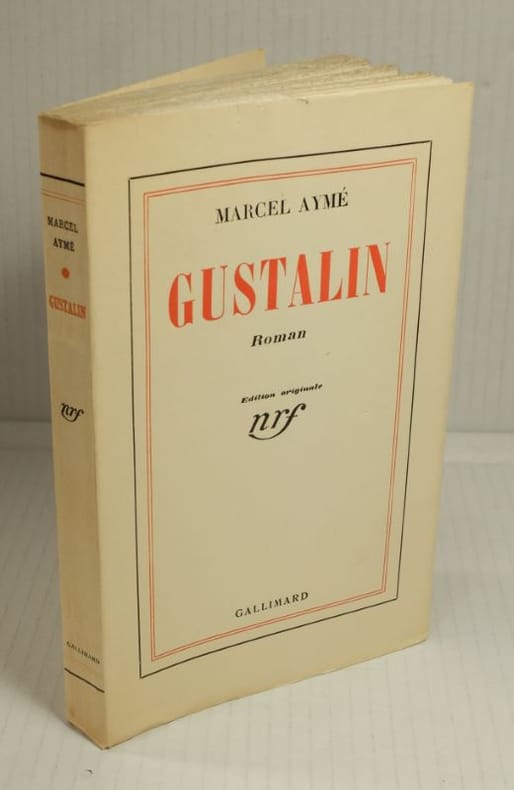 MARCEL AYMÉ
GUSTALIN
Roman
Edition originale
nrf
GALLIMARD
MARCEL
AYMÉ
GUSTALIN
nrf
GALLIMARD